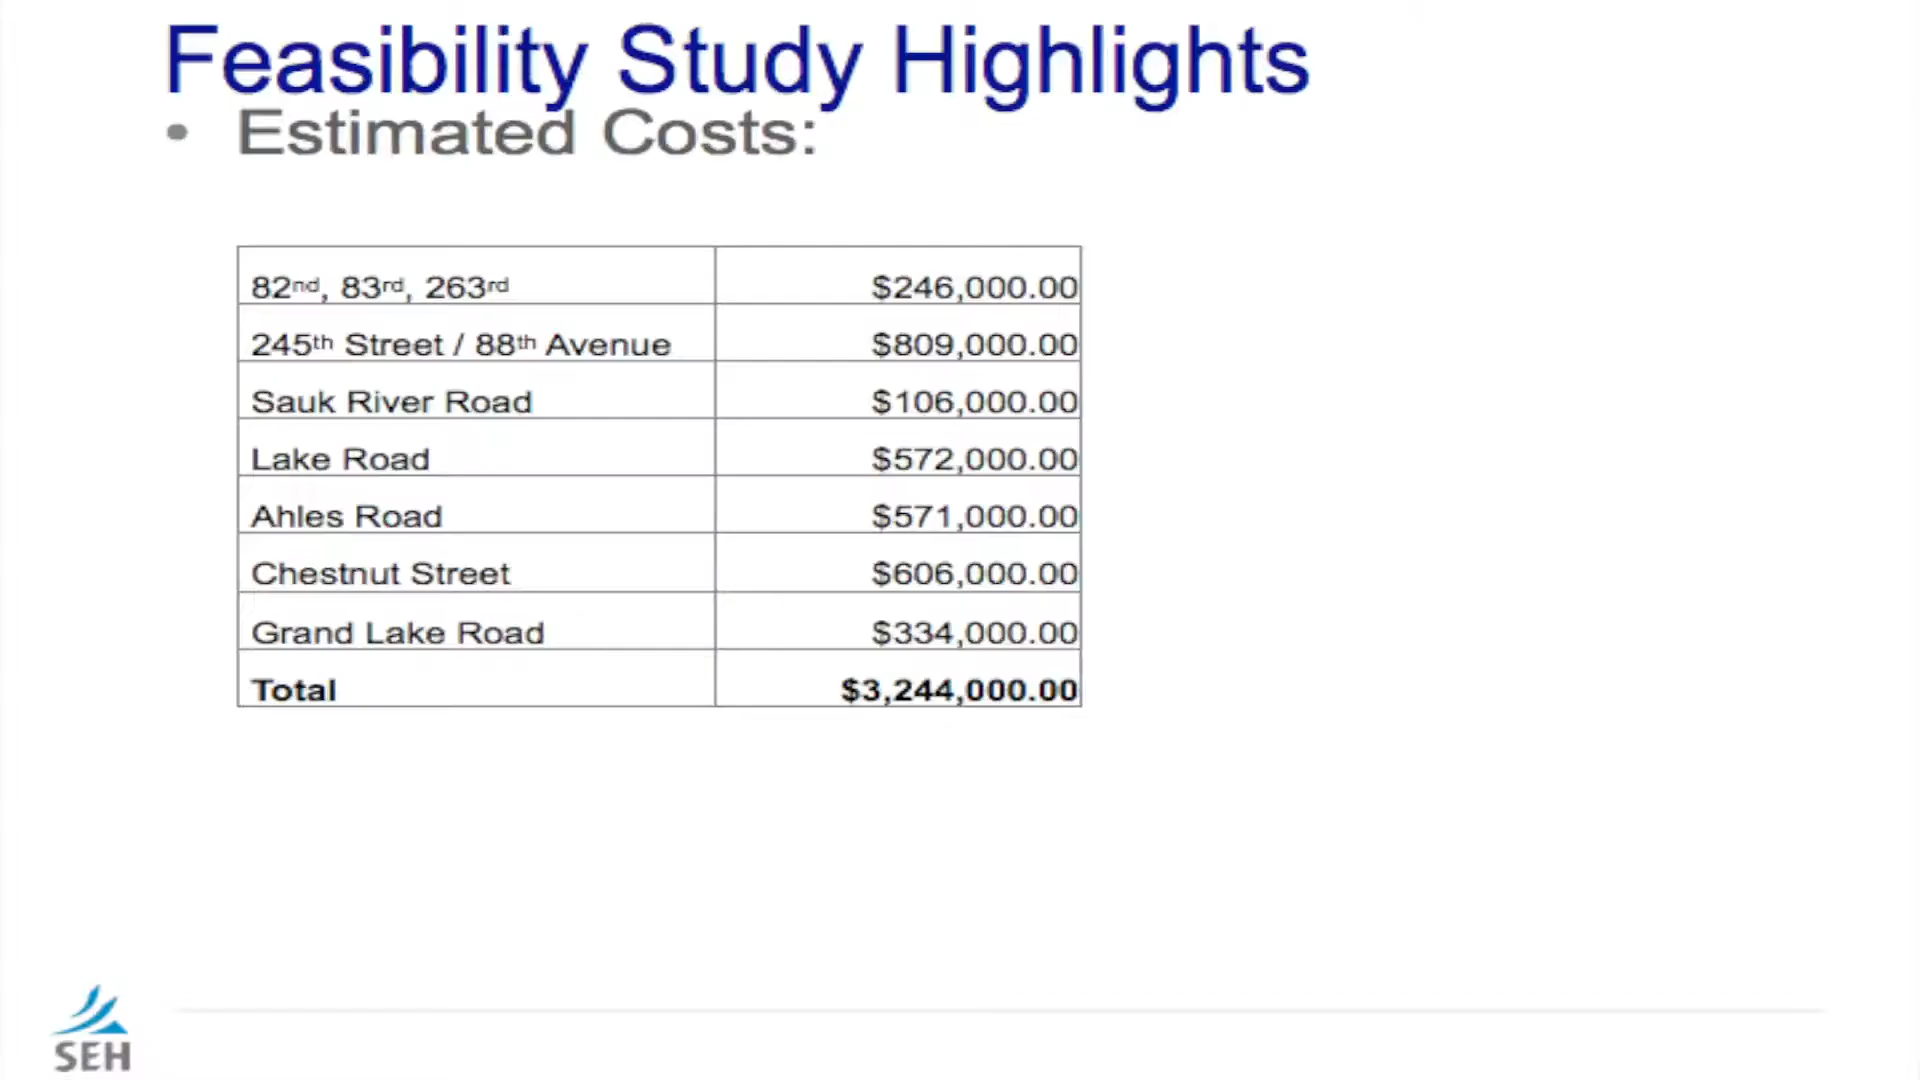 Feasibility Study Highlights
• Estimated Costs:
82nd, 83rd, 263rd $246,000.00
245th Street / 88th Avenue $809,000.00
Sauk River Road $106,000.00
Lake Road $572,000.00
Ahles Road $571,000.00
Chestnut Street $606,000.00
Grand Lake Road $334,000.00
Total $3,244,000.00
SEH